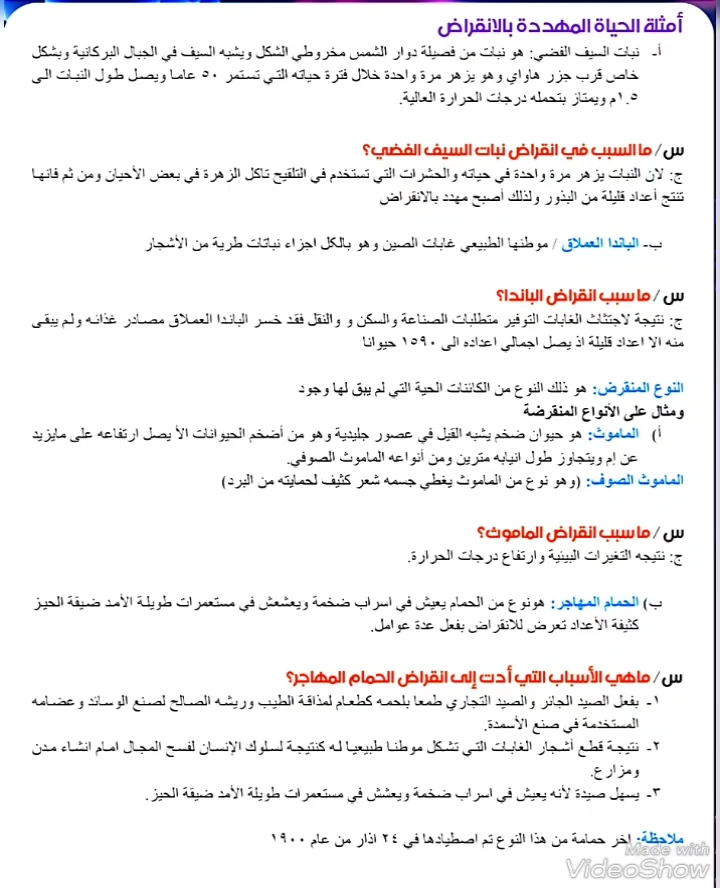 أمثلة الحياة المهددة بالانقراض
أ- نبات السيف الفضي: هو نبات من فصيلة دوار الشمس مخروطي الشكل ويشبه السيف في الجبال البركانية وبشكل
خاص قرب جزر هاواي وهو يزهر مرة واحدة خلال فترة حياته التي تستمر ٥٠ عاما ويصل طول النبات الى
١.٥م ويمتاز بتحمله درجات الحرارة العالية.
س/ ما السبب في انقراض نبات السيف الفضي؟
ج: لان النبات يزهر مرة واحدة في حياته والحشرات التي تستخدم في التلقيح تاكل الزهرة في بعض الأحيان ومن ثم فانها
تنتج أعداد قليلة من البذور ولذلك أصبح مهدد بالانقراض
ب- الباندا العملاق / موطنها الطبيعي غابات الصين وهو بالكل اجزاء نباتات طرية من الأشجار
س/ ما سبب انقراض الباندا؟
ج: نتيجة لاجتثاث الغابات التوفير متطلبات الصناعة والسكن و والنقل فقد خسر الباندا العملاق مصادر غذائه ولم يبقى
منه الا اعداد قليلة اذ يصل اجمالي اعداده الى ١٥٩٠ حيوانا
النوع المنقرض: هو ذلك النوع من الكائنات الحية التي لم يبق لها وجود
ومثال على الأنواع المنقرضة
أ) الماموث: هو حيوان ضخم يشبه الفيل في عصور جليدية وهو من أضخم الحيوانات الأ يصل ارتفاعه على مايزيد
عن إم ويتجاوز طول انيابه مترين ومن أنواعه الماموث الصوفي.
الماموث الصوف: (وهو نوع من الماموث يغطي جسمه شعر كثيف لحمايته من البرد)
س/ ما سبب انقراض الماموث؟
ج: نتيجه التغيرات البيئية وارتفاع درجات الحرارة.
ب) الحمام المهاجر: هونوع من الحمام يعيش في اسراب ضخمة ويعشعش في مستعمرات طويلة الأمد ضيقة الحيز
كثيفة الأعداد تعرض للانقراض بفعل عدة عوامل.
س/ ماهي الأسباب التي أدت إلى انقراض الحمام المهاجر؟
١- بفعل الصيد الجائر والصيد التجاري طمعا بلحمه كطعام لمذاقة الطيب وريشه الصالح لصنع الوسائد وعضامه
المستخدمة في صنع الأسمدة.
٢- نتيجة قطع أشجار الغابات التي تشكل موطنا طبيعيا له كنتيجة لسلوك الإنسان لفسح المجال امام انشاء مدن
ومزارع.
٣- يسهل صيدة لأنه يعيش في اسراب ضخمة ويعشش في مستعمرات طويلة الأمد ضيقة الحيز.
ملاحظة: إخر حمامة من هذا النوع تم اصطيادها في ٢٤ اذار من عام ١٩٠٠
Made with
VideoShow